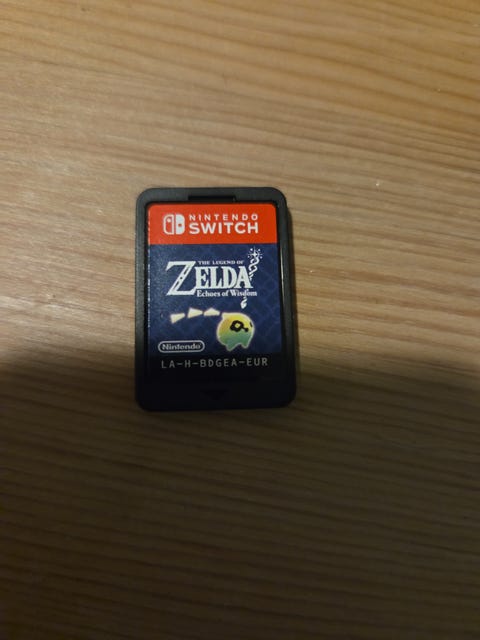 NINTENDO
SWITCH
THE LEGEND OF
ZELDA
Echoes of Wisdom
Nintendo
LA-H-BDGEA-EUR